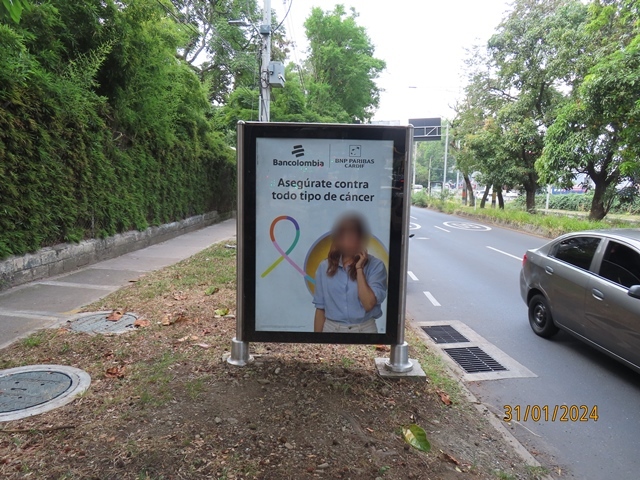 Bancolombia
BNP PARIBAS
CARDIF
Asegúrate contra
todo tipo de cáncer
31/01/2024